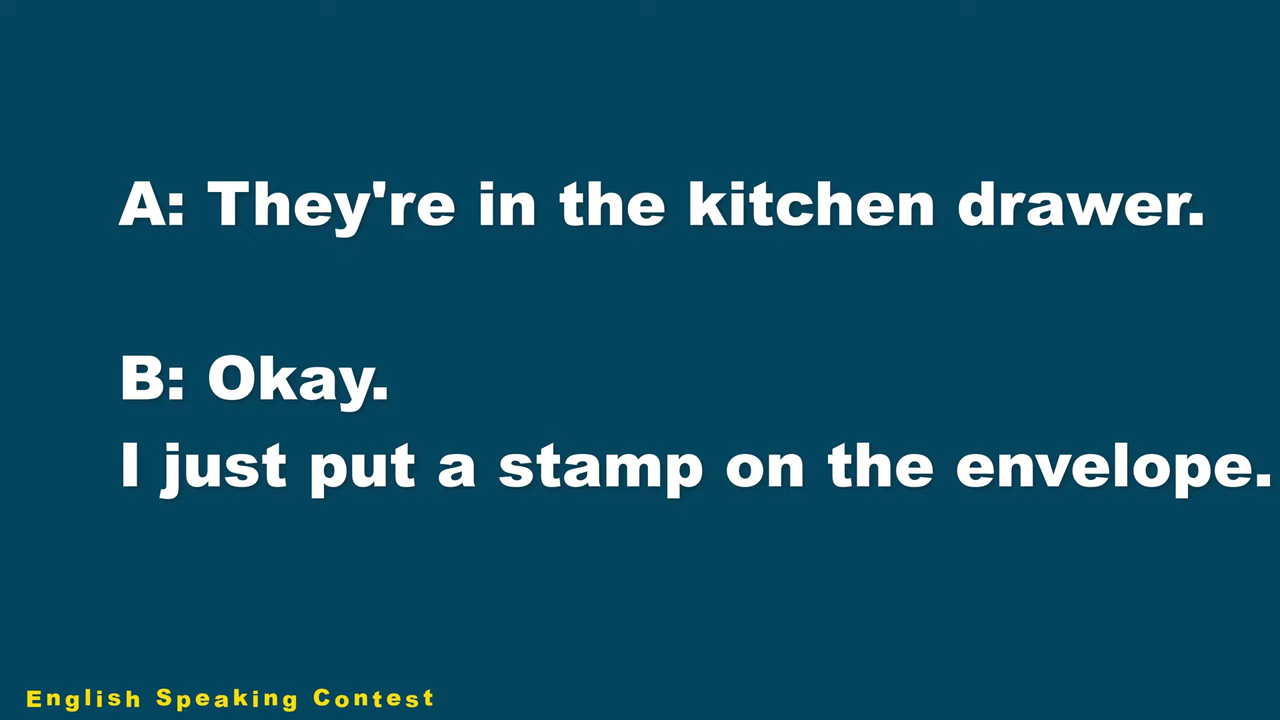 A: They're in the kitchen drawer.
B: Okay.
I just put a stamp on the envelope.
English Speaking Contest